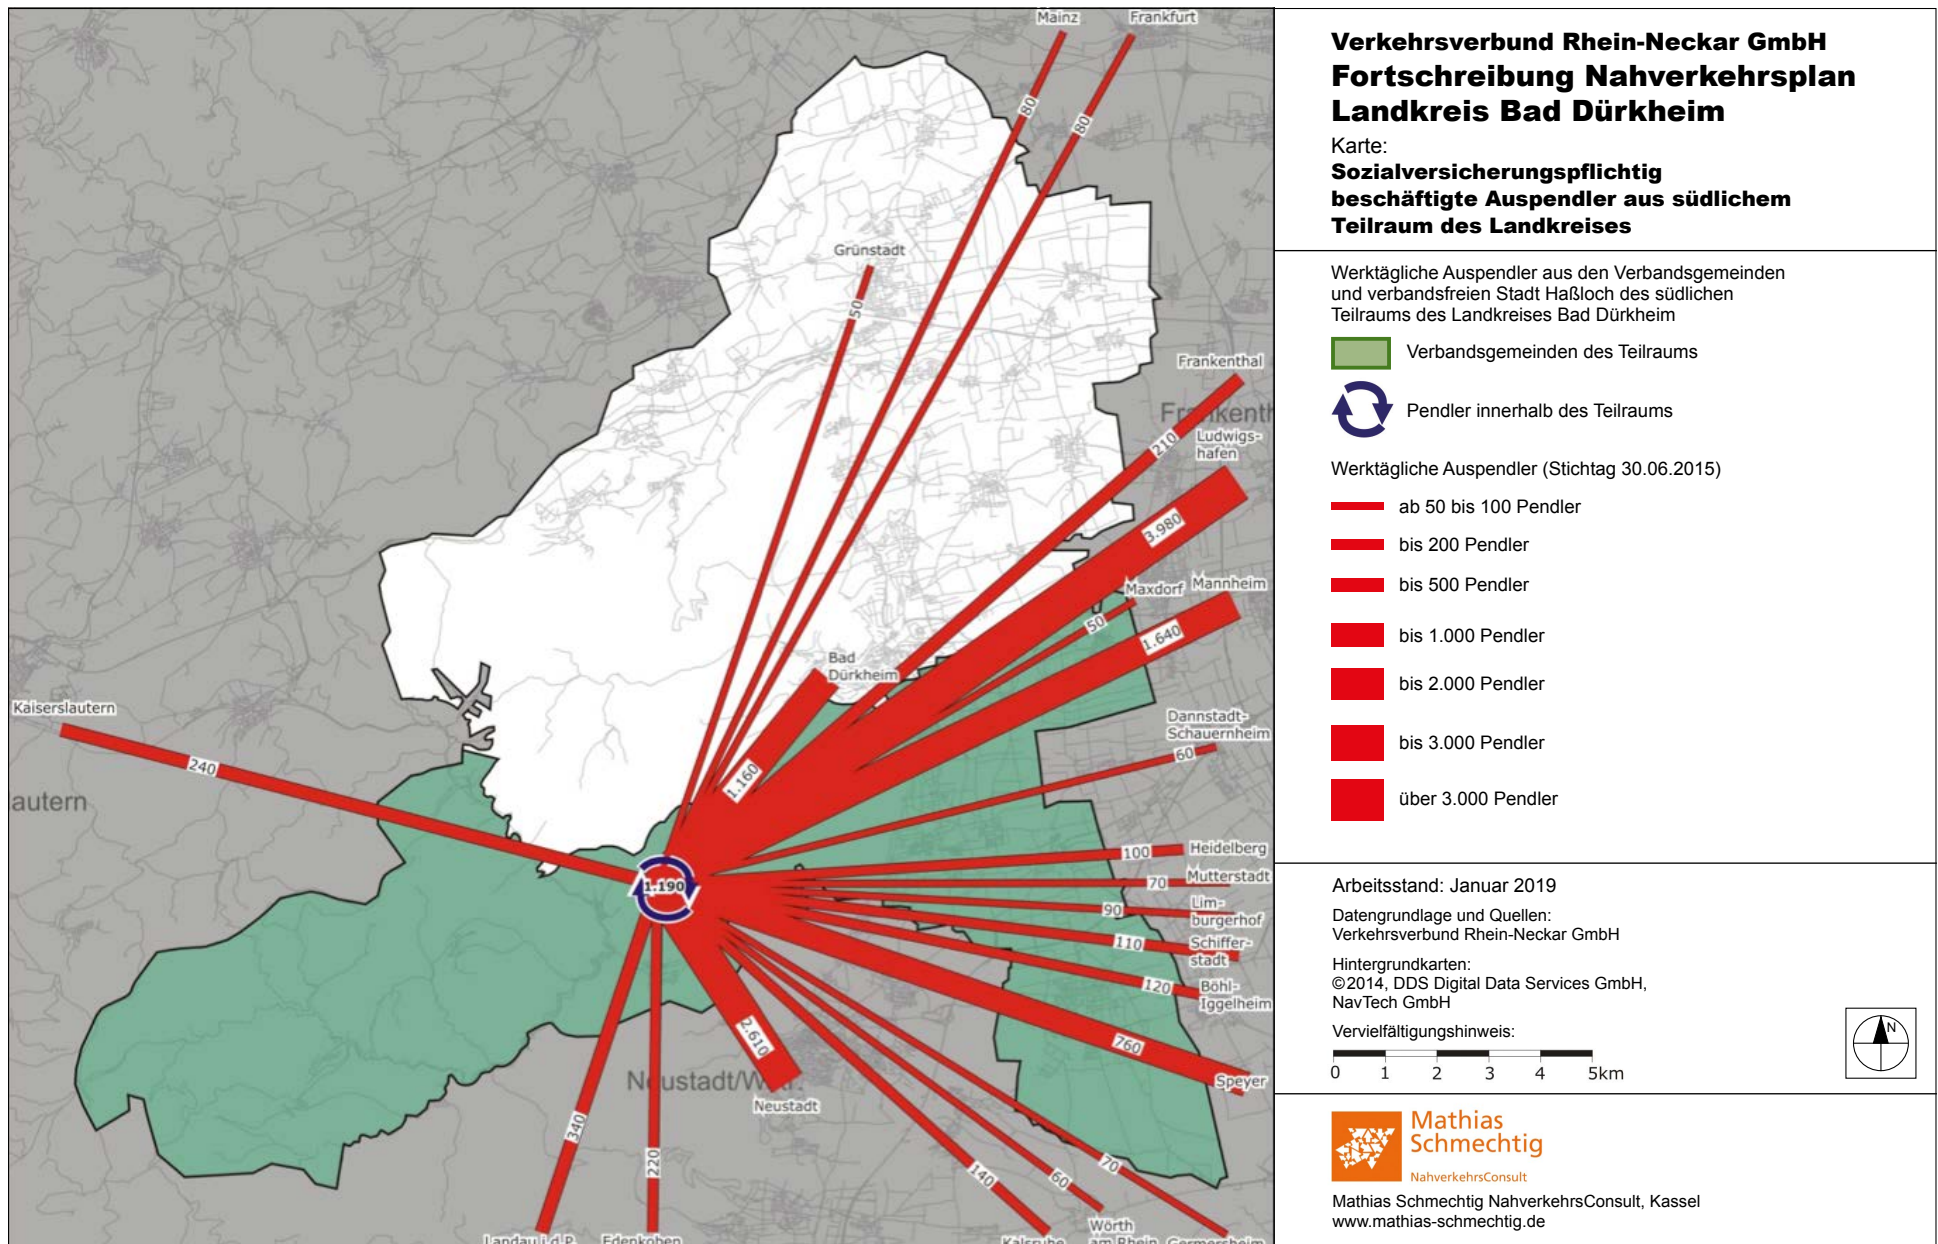 Mainz
Frankfurt
80
80
Grünstadt
50
Frankenthal
210
Ludwigs-
hafen
3.980
Maxdorf
Mannheim
50
1.640
Bad
Dürkheim
1.160
Kaiserslautern
240
autern
Dannstadt-
Schauernheim
60
1.190
Heidelberg
100
Mutterstadt
70
Lim-
burgerhof
90
Schiffer-
stadt
110
Böhl-
Iggelheim
120
760
Speyer
2.610
Neustadt
340
220
140
60
70
Landau i.d.P.
Edenkoben
Kalsruhe
Wörth
am Rhein
Germersheim
Verkehrsverbund Rhein-Neckar GmbH
Fortschreibung Nahverkehrsplan
Landkreis Bad Dürkheim
Karte:
Sozialversicherungspflichtig
beschäftigte Auspendler aus südlichem
Teilraum des Landkreises
Werktägliche Auspendler aus den Verbandsgemeinden
und verbandsfreien Stadt Haßloch des südlichen
Teilraums des Landkreises Bad Dürkheim
Verbandsgemeinden des Teilraums
Pendler innerhalb des Teilraums
Werktägliche Auspendler (Stichtag 30.06.2015)
ab 50 bis 100 Pendler
bis 200 Pendler
bis 500 Pendler
bis 1.000 Pendler
bis 2.000 Pendler
bis 3.000 Pendler
über 3.000 Pendler
Arbeitsstand: Januar 2019
Datengrundlage und Quellen:
Verkehrsverbund Rhein-Neckar GmbH
Hintergrundkarten:
©2014, DDS Digital Data Services GmbH,
NavTech GmbH
Vervielfältigungshinweis:
0 1 2 3 4 5km
N
Mathias
Schmechtig
NahverkehrsConsult
Mathias Schmechtig NahverkehrsConsult, Kassel
www.mathias-schmechtig.de